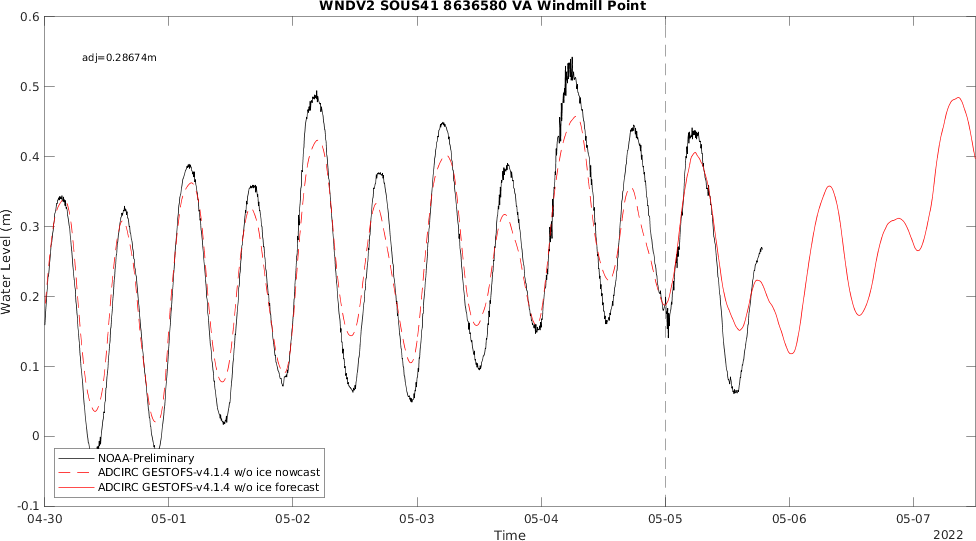 WNDV2 SOUS41 8636580 VA Windmill Point
0.6
adj=0.28674m
0.5
0.4
0.3
0.2
0.1
0
-0.1
Water Level (m)
NOAA-Preliminary
ADCIRC GESTOFS-v4.1.4 w/o ice nowcast
ADCIRC GESTOFS-v4.1.4 w/o ice forecast
04-30 05-01 05-02 05-03 05-04 05-05 05-06 05-07
Time
2022